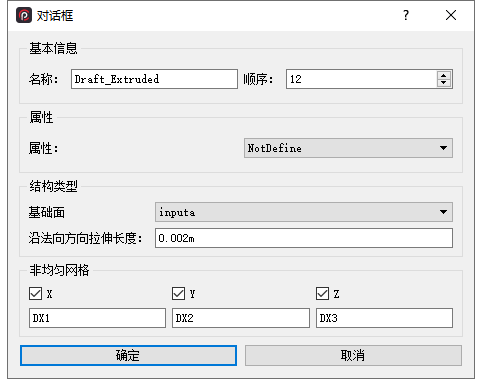 对话框 ?
基本信息
名称: Draft_Extruded 顺序: 12
属性
属性: NotDefine
结构类型
基础面 inputa
沿法向方向拉伸长度: 0.002m
非均匀网格
X Y Z
DX1 DX2 DX3
确定 取消